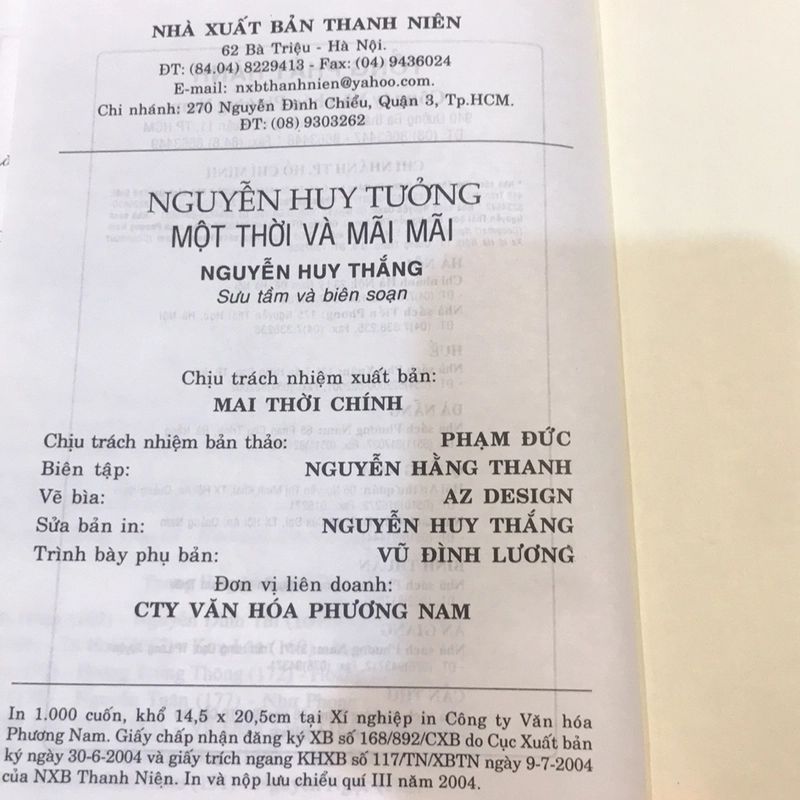 NHÀ XUẤT BẢN THANH NIÊN
62 Bà Triệu - Hà Nội.
ĐT: (84.04) 8229413 - Fax: (04) 9436024
E-mail: nxbthanhnien@yahoo.com.
Chi nhánh: 270 Nguyễn Đình Chiểu, Quận 3, Tp.HCM.
ĐT: (08) 9303262
NGUYỄN HUY TƯỞNG
MỘT THỜI VÀ MÃI MÃI
NGUYỄN HUY THẮNG
Sưu tầm và biên soạn
Chịu trách nhiệm xuất bản:
MAI THỜI CHÍNH
Chịu trách nhiệm bản thảo: PHẠM ĐỨC
Biên tập: NGUYỄN HẰNG THANH
Vẽ bìa: AZ DESIGN
Sửa bản in: NGUYỄN HUY THẮNG
Trình bày phụ bản: VŨ ĐÌNH LƯƠNG
Đơn vị liên doanh:
CTY VĂN HÓA PHƯƠNG NAM
In 1.000 cuốn, khổ 14,5 x 20,5cm tại Xí nghiệp in Công ty Văn hóa
Phương Nam. Giấy chấp nhận đăng ký XB số 168/892/CXB do Cục Xuất bản
ký ngày 30-6-2004 và giấy trích ngang KHXB số 117/TN/XBTN ngày 9-7-2004
của NXB Thanh Niên. In và nộp lưu chiểu quí III năm 2004.